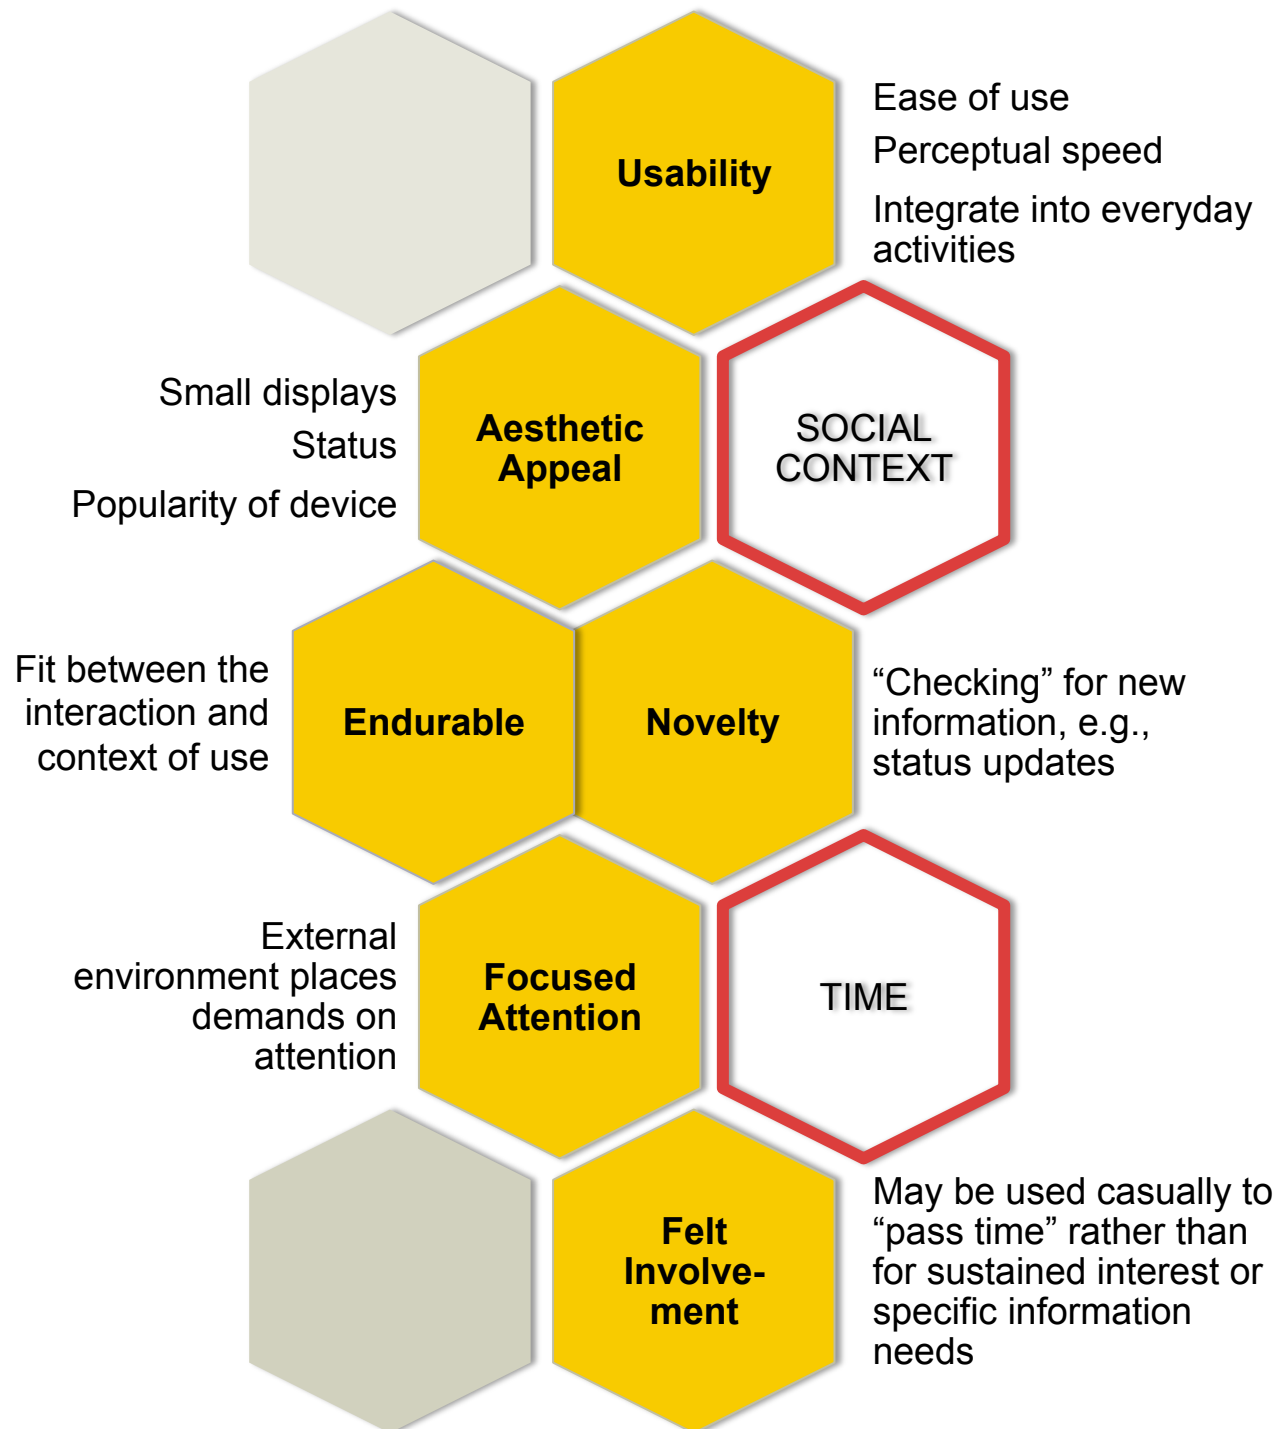 Usability
Ease of use
Perceptual speed
Integrate into everyday
activities
Small displays
Status
Popularity of device
Aesthetic
Appeal
SOCIAL
CONTEXT
Fit between the
interaction and
context of use
Endurable
Novelty
“Checking” for new
information, e.g.,
status updates
External
environment places
demands on
attention
Focused
Attention
TIME
Felt
Involve-
ment
May be used casually to
“pass time” rather than
for sustained interest or
specific information
needs